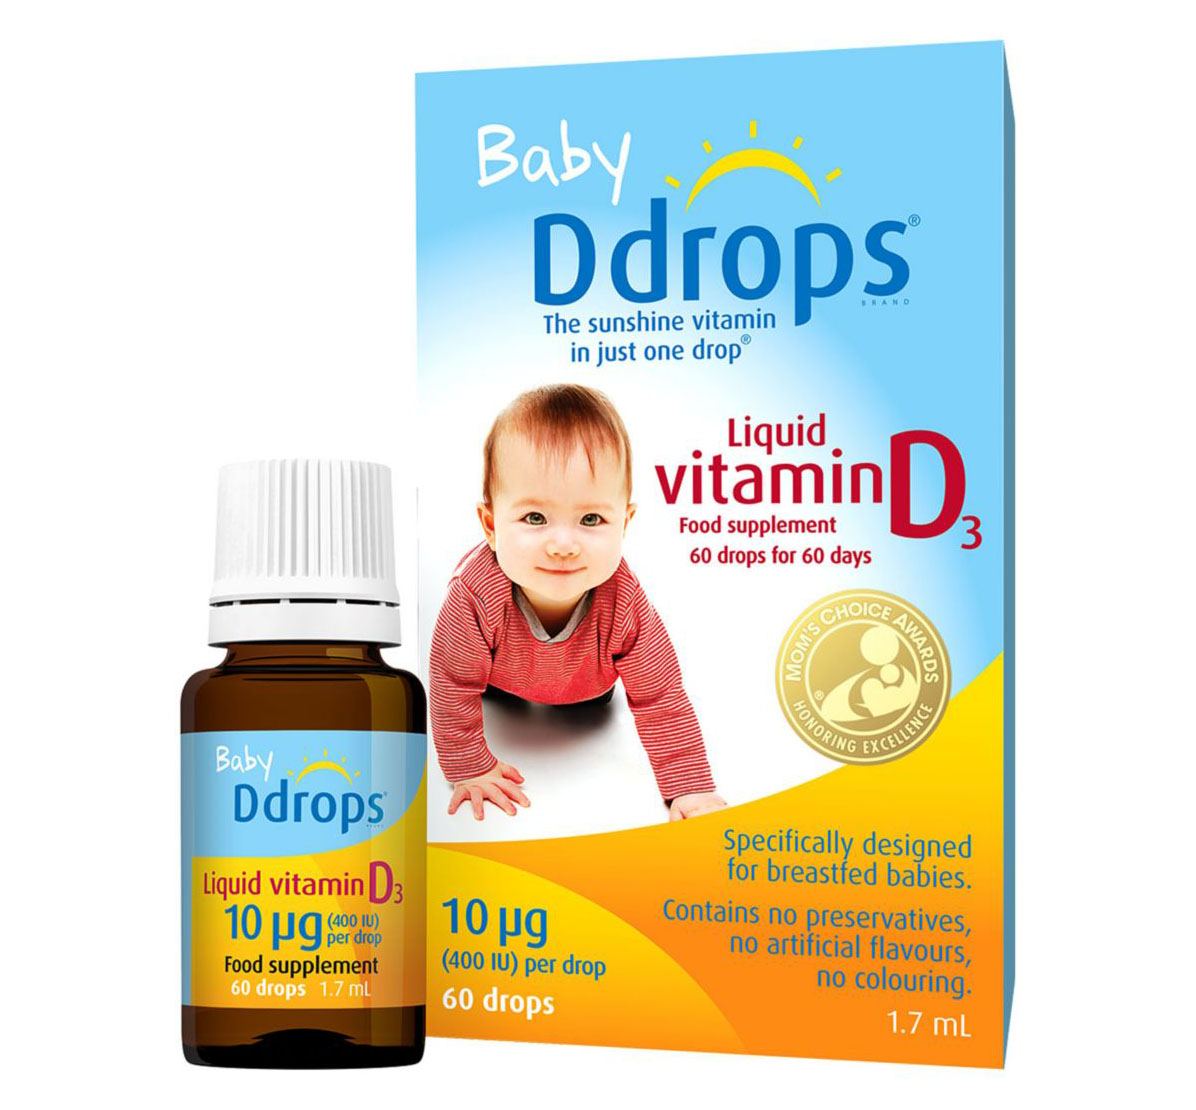 Baby
Ddrops®
BRAND
The sunshine vitamin
in just one drop®
Liquid
vitamin D3
Food supplement
60 drops for 60 days
MOM'S CHOICE AWARDS
®
HONORING EXCELLENCE
Specifically designed
for breastfed babies.
Contains no preservatives,
no artificial flavours,
no colouring.
10 µg
(400 IU) per drop
60 drops
1.7 mL
Baby
Ddrops®
BRAND
Liquid vitamin D3
10 µg (400 IU)
per drop
Food supplement
60 drops 1.7 mL